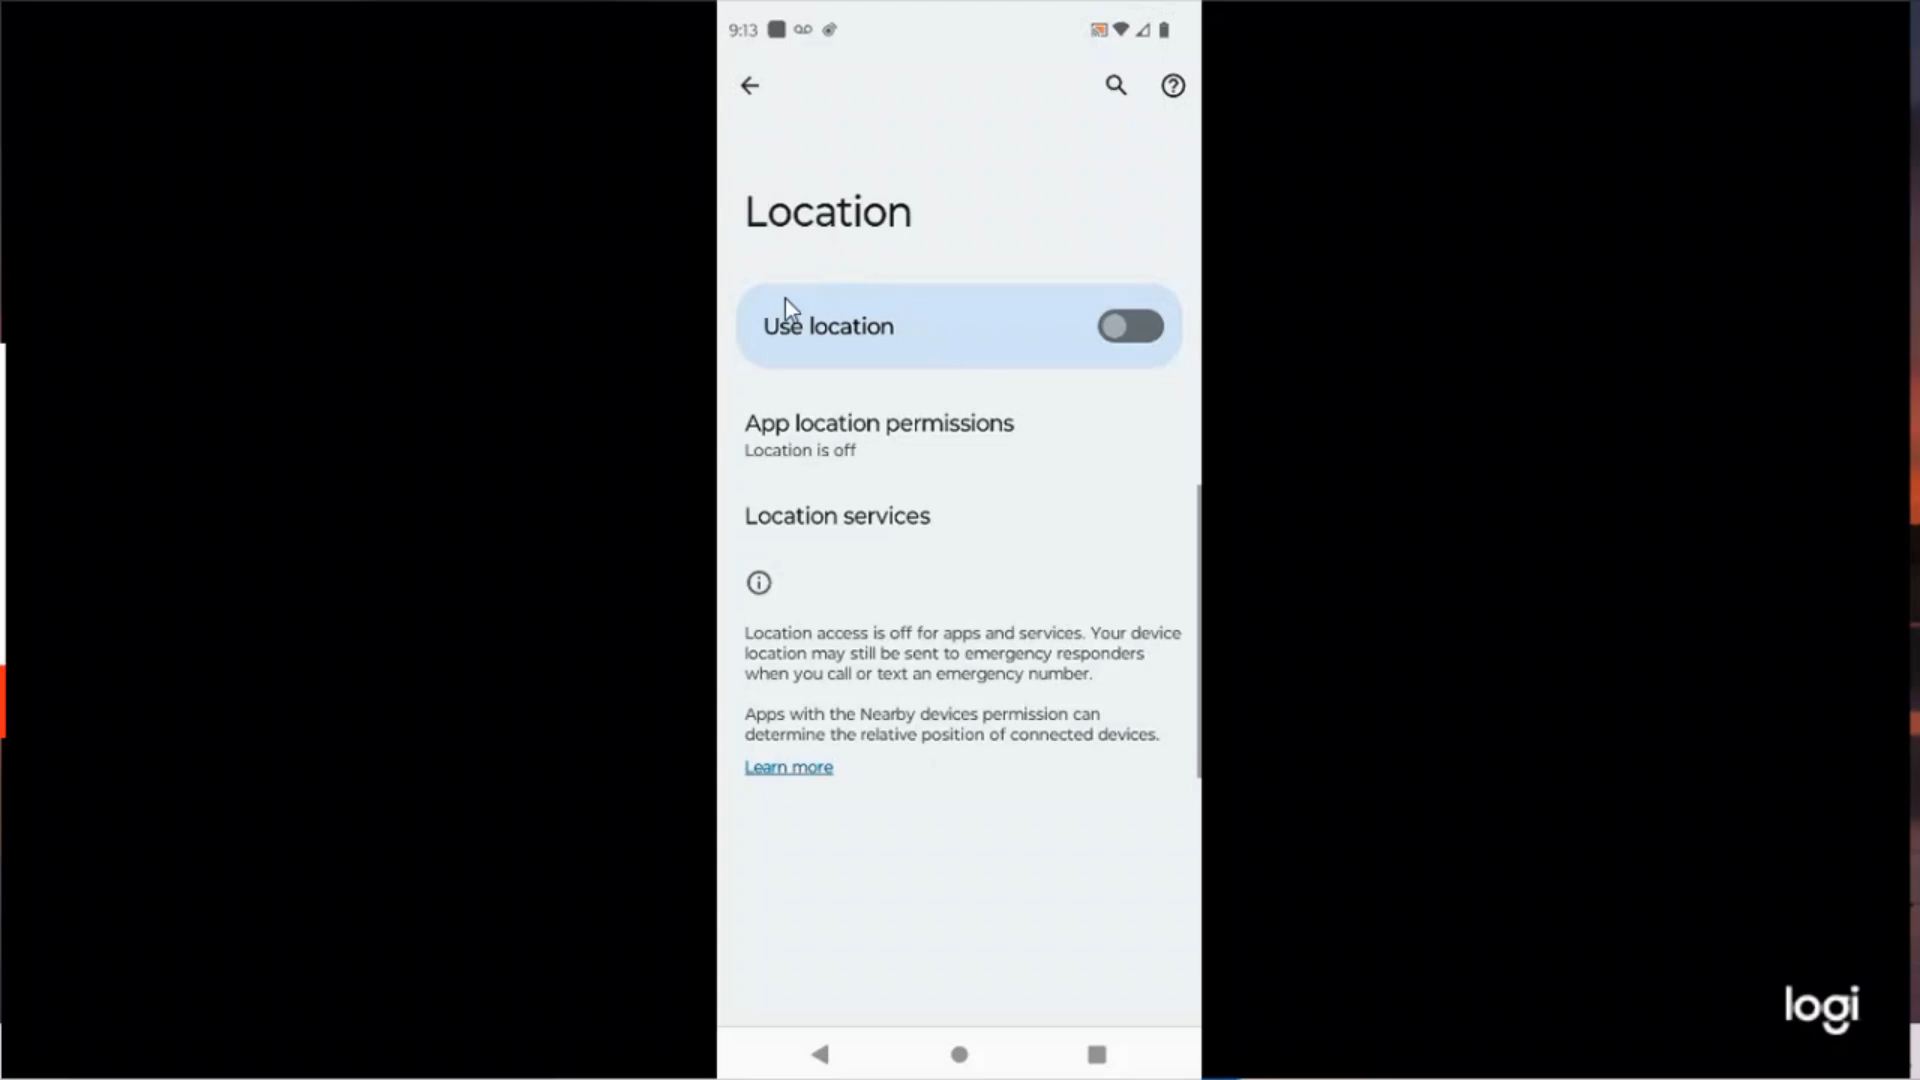 9:13
Location
Use location
App location permissions
Location is off
Location services
Location access is off for apps and services. Your device
location may still be sent to emergency responders
when you call or text an emergency number.
Apps with the Nearby devices permission can
determine the relative position of connected devices.
Learn more
logi